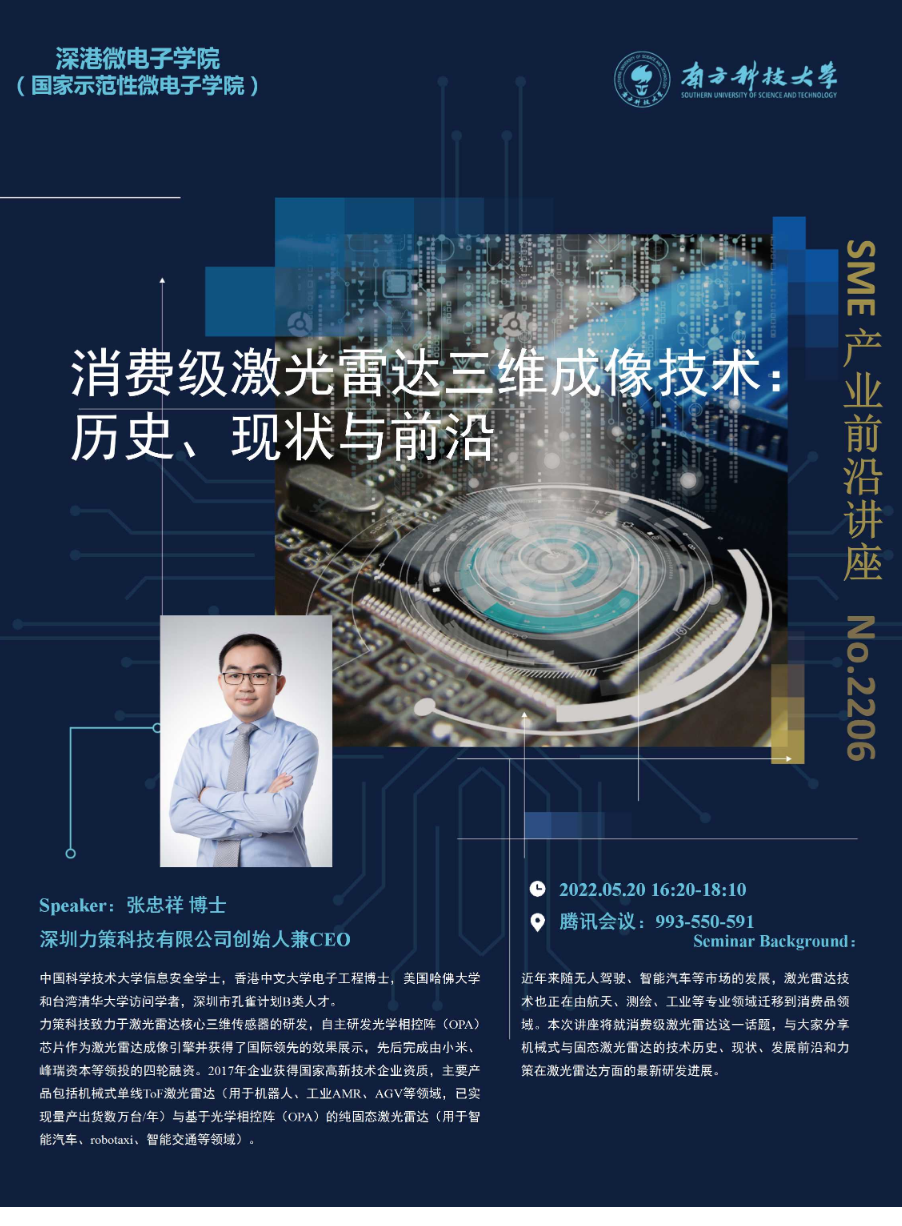 深港微电子学院
（国家示范性微电子学院）
南方科技大学
SOUTHERN UNIVERSITY OF SCIENCE AND TECHNOLOGY
SME 产业前沿讲座 No.2206
消费级激光雷达三维成像技术：
历史、现状与前沿
Speaker：张忠祥 博士
深圳力策科技有限公司创始人兼CEO
中国科学技术大学信息安全学士，香港中文大学电子工程博士，美国哈佛大学
和台湾清华大学访问学者，深圳市孔雀计划B类人才。
力策科技致力于激光雷达核心三维传感器的研发，自主研发光学相控阵（OPA）
芯片作为激光雷达成像引擎并获得了国际领先的效果展示，先后完成由小米、
峰瑞资本等领投的四轮融资。2017年企业获得国家高新技术企业资质，主要产
品包括机械式单线ToF激光雷达（用于机器人、工业AMR、AGV等领域，已实
现量产出货数万台/年）与基于光学相控阵（OPA）的纯固态激光雷达（用于智
能汽车、robotaxi、智能交通等领域）。
2022.05.20 16:20-18:10
腾讯会议：993-550-591
Seminar Background：
近年来随无人驾驶、智能汽车等市场的发展，激光雷达技
术也正在由航天、测绘、工业等专业领域迁移到消费品领
域。本次讲座将就消费级激光雷达这一话题，与大家分享
机械式与固态激光雷达的技术历史、现状、发展前沿和力
策在激光雷达方面的最新研发进展。